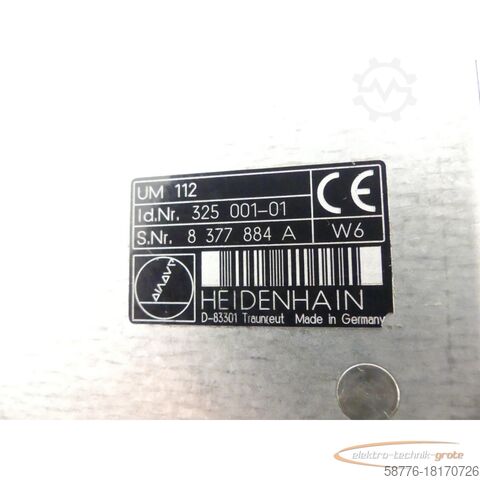 UM 112
Id.Nr. 325 001-01
S.Nr. 8 377 884 A
CE
W6
HEIDENHAIN
D-83301 Traunreut Made in Germany
elektro-technik-grote
58776-18170726